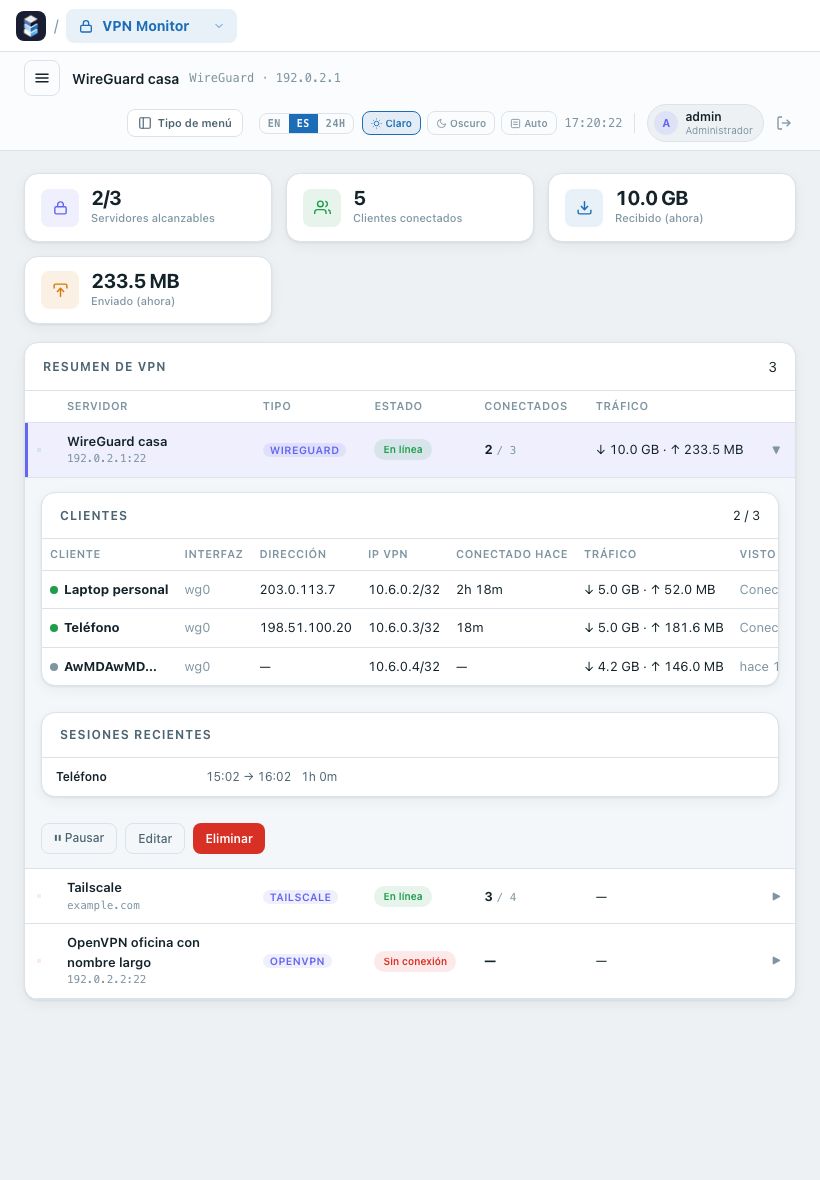 / VPN Monitor
WireGuard casa WireGuard · 192.0.2.1
Tipo de menú EN ES 24H Claro Oscuro Auto 17:20:22 A admin Administrador
2/3
Servidores alcanzables
5
Clientes conectados
10.0 GB
Recibido (ahora)
233.5 MB
Enviado (ahora)
RESUMEN DE VPN 3
SERVIDOR TIPO ESTADO CONECTADOS TRÁFICO
WireGuard casa WIREGUARD En línea 2 / 3 ↓ 10.0 GB · ↑ 233.5 MB ▼
192.0.2.1:22
CLIENTES 2 / 3
CLIENTE INTERFAZ DIRECCIÓN IP VPN CONECTADO HACE TRÁFICO VISTO
Laptop personal wg0 203.0.113.7 10.6.0.2/32 2h 18m ↓ 5.0 GB · ↑ 52.0 MB Conec
Teléfono wg0 198.51.100.20 10.6.0.3/32 18m ↓ 5.0 GB · ↑ 181.6 MB Conec
AwMDAwMD... wg0 — 10.6.0.4/32 — ↓ 4.2 GB · ↑ 146.0 MB hace 1
SESIONES RECIENTES
Teléfono 15:02 → 16:02 1h 0m
Pausar Editar Eliminar
Tailscale TAILSCALE En línea 3 / 4 — ▶
example.com
OpenVPN oficina con
nombre largo OPENVPN Sin conexión — — ▶
192.0.2.2:22